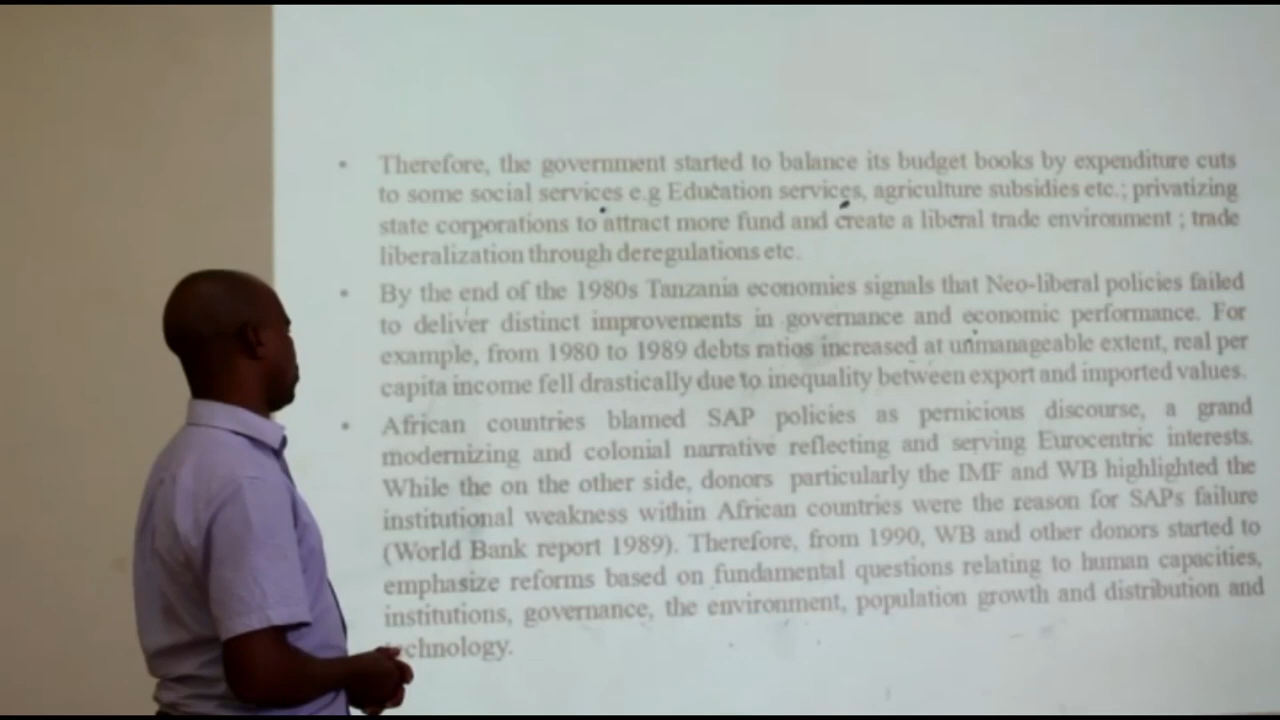 • Therefore, the government started to balance its budget books by expenditure cuts
to some social services e.g Education services, agriculture subsidies etc.; privatizing
state corporations to attract more fund and create a liberal trade environment ; trade
liberalization through deregulations etc.
• By the end of the 1980s Tanzania economies signals that Neo-liberal policies failed
to deliver distinct improvements in governance and economic performance. For
example, from 1980 to 1989 debts ratios increased at unmanageable extent, real per
capita income fell drastically due to inequality between export and imported values.
• African countries blamed SAP policies as pernicious discourse, a grand
modernizing and colonial narrative reflecting and serving Eurocentric interests.
While the on the other side, donors particularly the IMF and WB highlighted the
institutional weakness within African countries were the reason for SAPs failure
(World Bank report 1989). Therefore, from 1990, WB and other donors started to
emphasize reforms based on fundamental questions relating to human capacities,
institutions, governance, the environment, population growth and distribution and
technology.